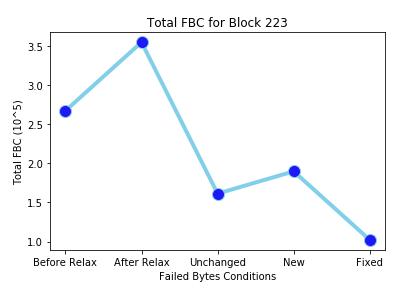 Total FBC for Block 223
Total FBC (10^5)
3.5
3.0
2.5
2.0
1.5
1.0
Before Relax After Relax Unchanged New Fixed
Failed Bytes Conditions